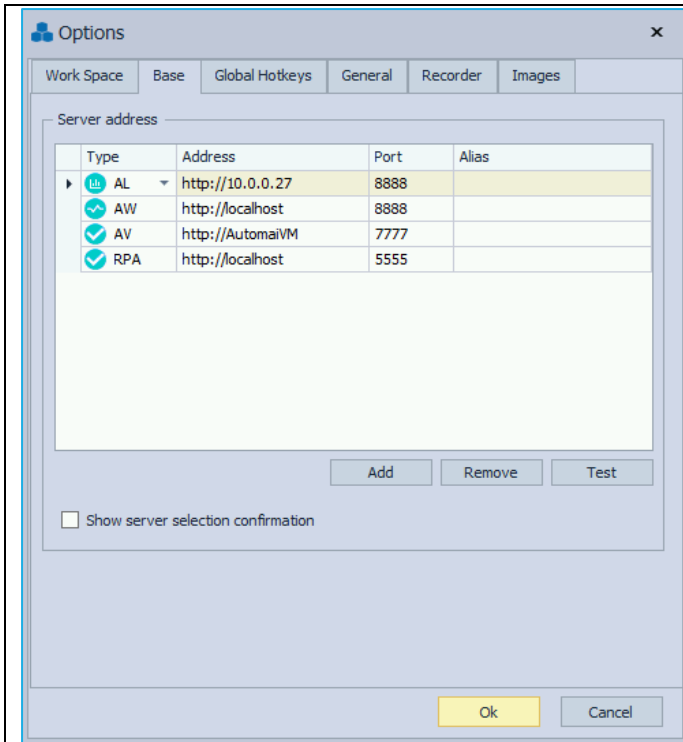 Options
Work Space Base Global Hotkeys General Recorder Images
Server address
Type Address Port Alias
AL http://10.0.0.27 8888
AW http://localhost 8888
AV http://AutomaiVM 7777
RPA http://localhost 5555
Add Remove Test
Show server selection confirmation
Ok Cancel